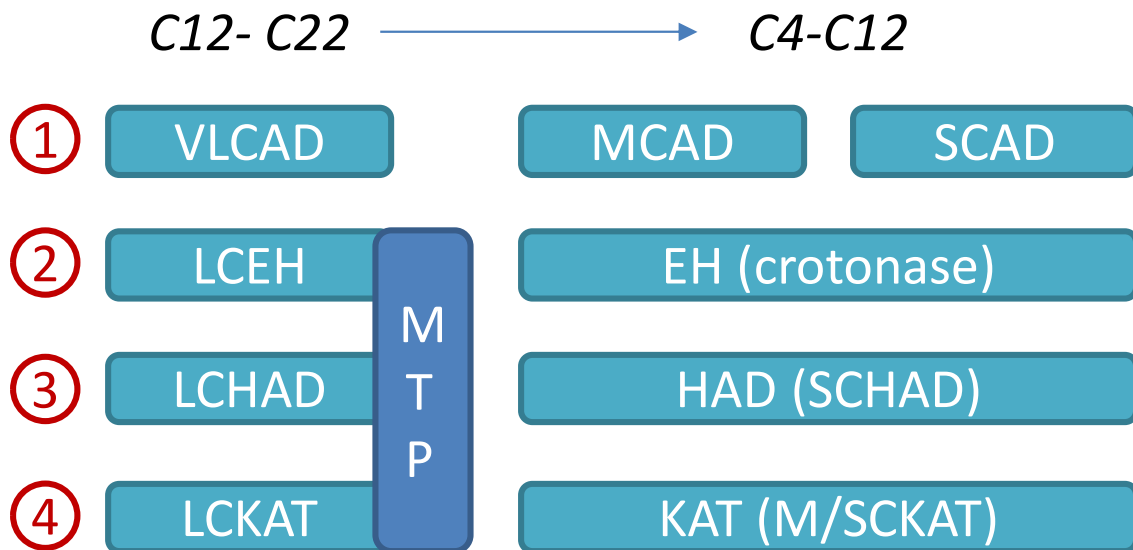 C12- C22 C4-C12
1 VLCAD MCAD SCAD
2 LCEH EH (crotonase)
3 LCHAD HAD (SCHAD)
4 LCKAT KAT (M/SCKAT)
M
T
P